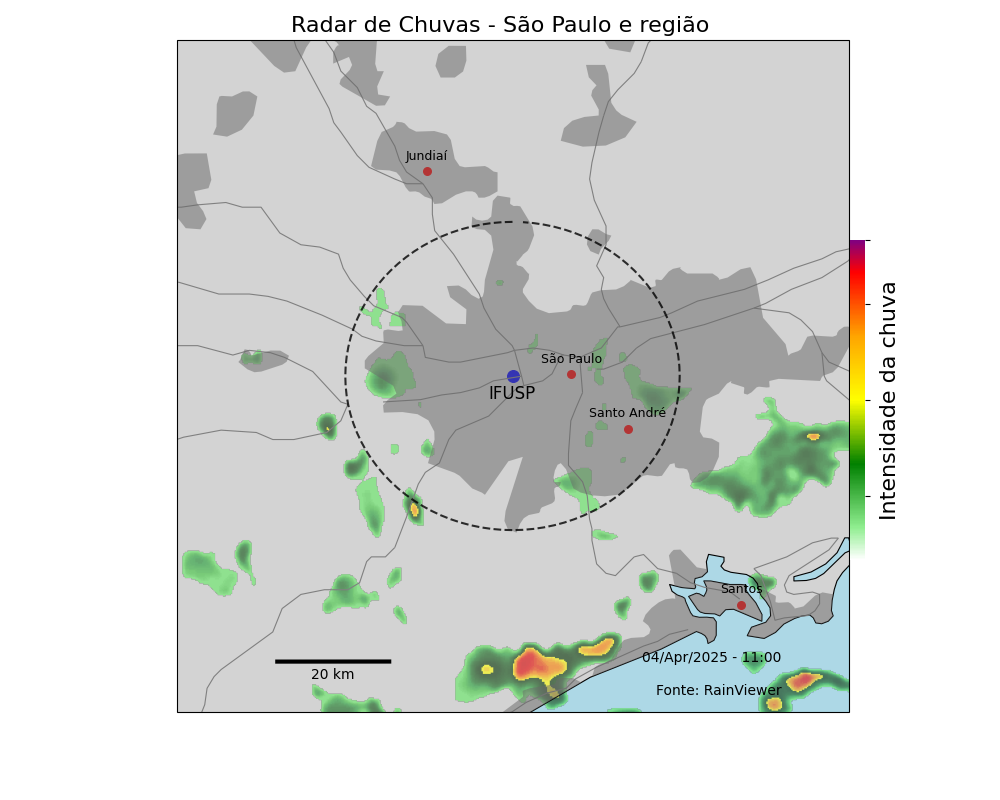 Radar de Chuvas - São Paulo e região
Jundiaí
São Paulo
IFUSP
Santo André
Intensidade da chuva
Santos
20 km
04/Apr/2025 - 11:00
Fonte: RainViewer